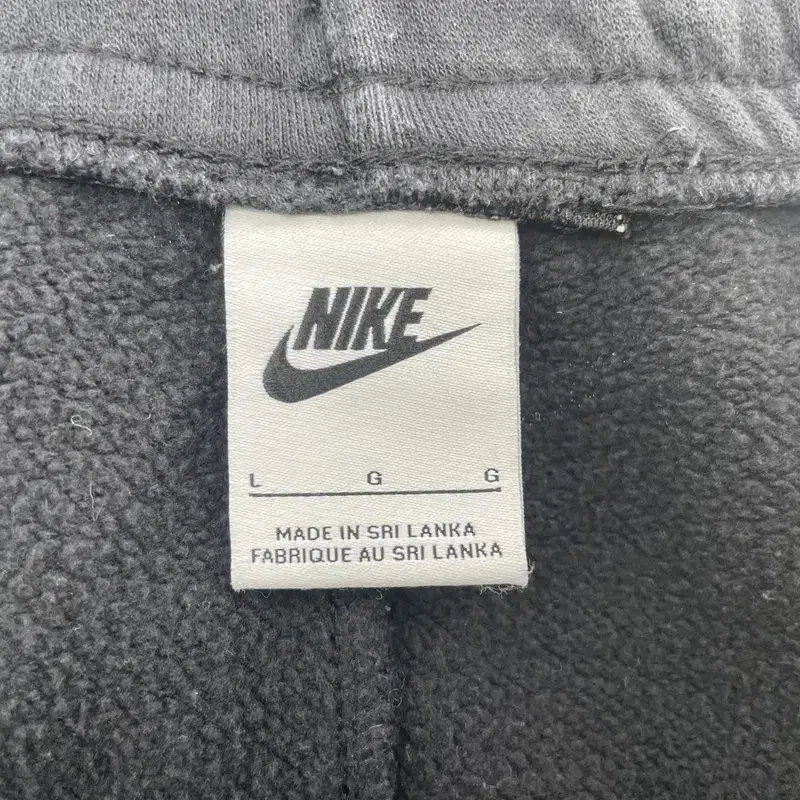 NIKE
L G G
MADE IN SRI LANKA
FABRIQUE AU SRI LANKA